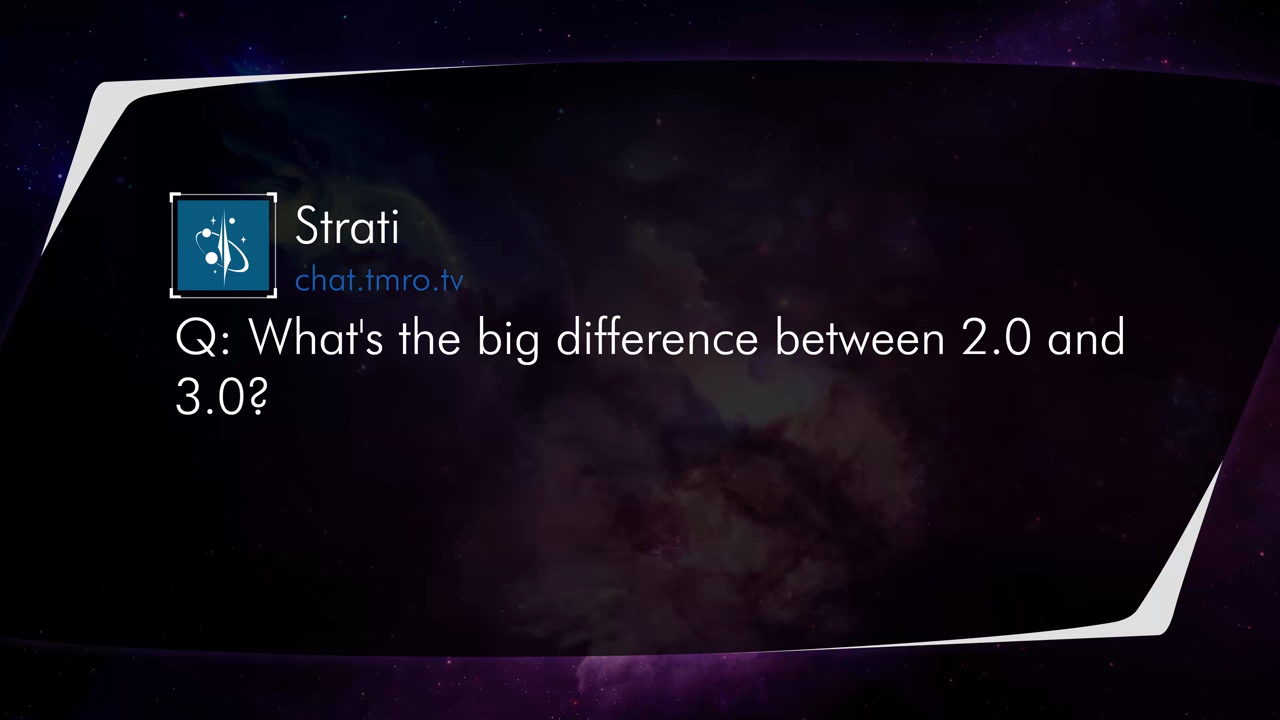 Strati
chat.tmro.tv
Q: What's the big difference between 2.0 and
3.0?